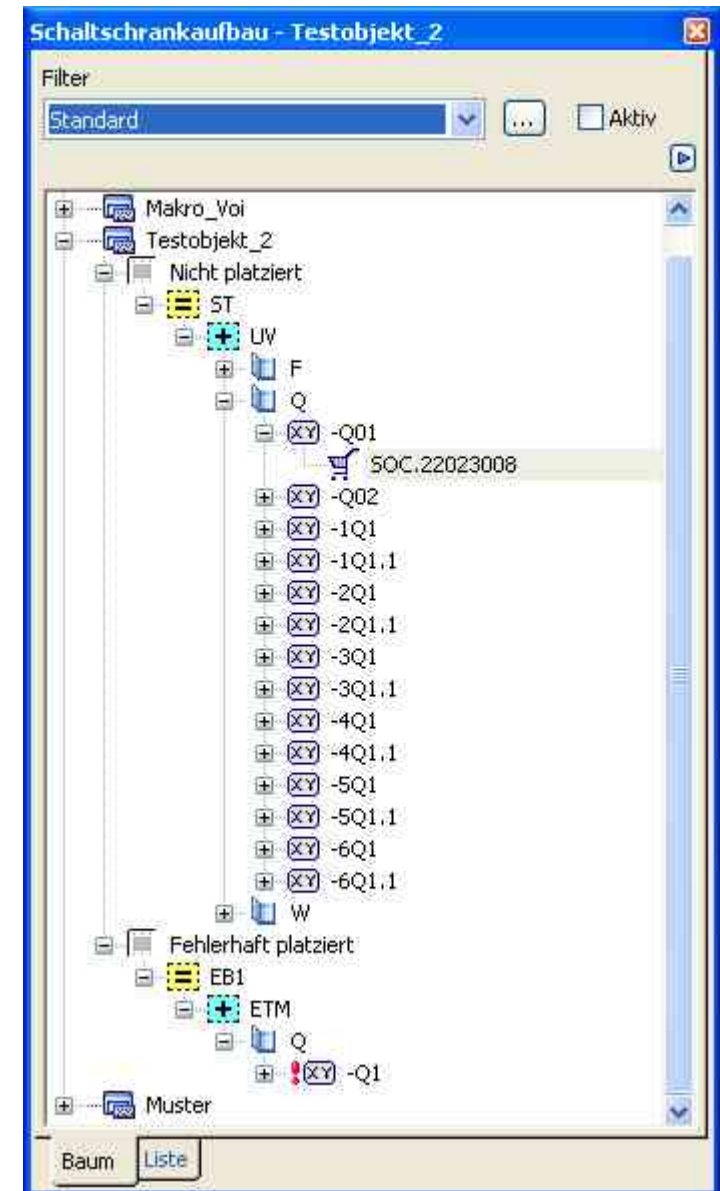 Schaltschrankaufbau - Testobjekt_2
Filter
Standard ... Aktiv
Makro_Voi
Testobjekt_2
Nicht platziert
ST
UV
F
Q
-Q01
SOC.22023008
-Q02
-1Q1
-1Q1.1
-2Q1
-2Q1.1
-3Q1
-3Q1.1
-4Q1
-4Q1.1
-5Q1
-5Q1.1
-6Q1
-6Q1.1
W
Fehlerhaft platziert
EB1
ETM
Q
-Q1
Muster
Baum Liste